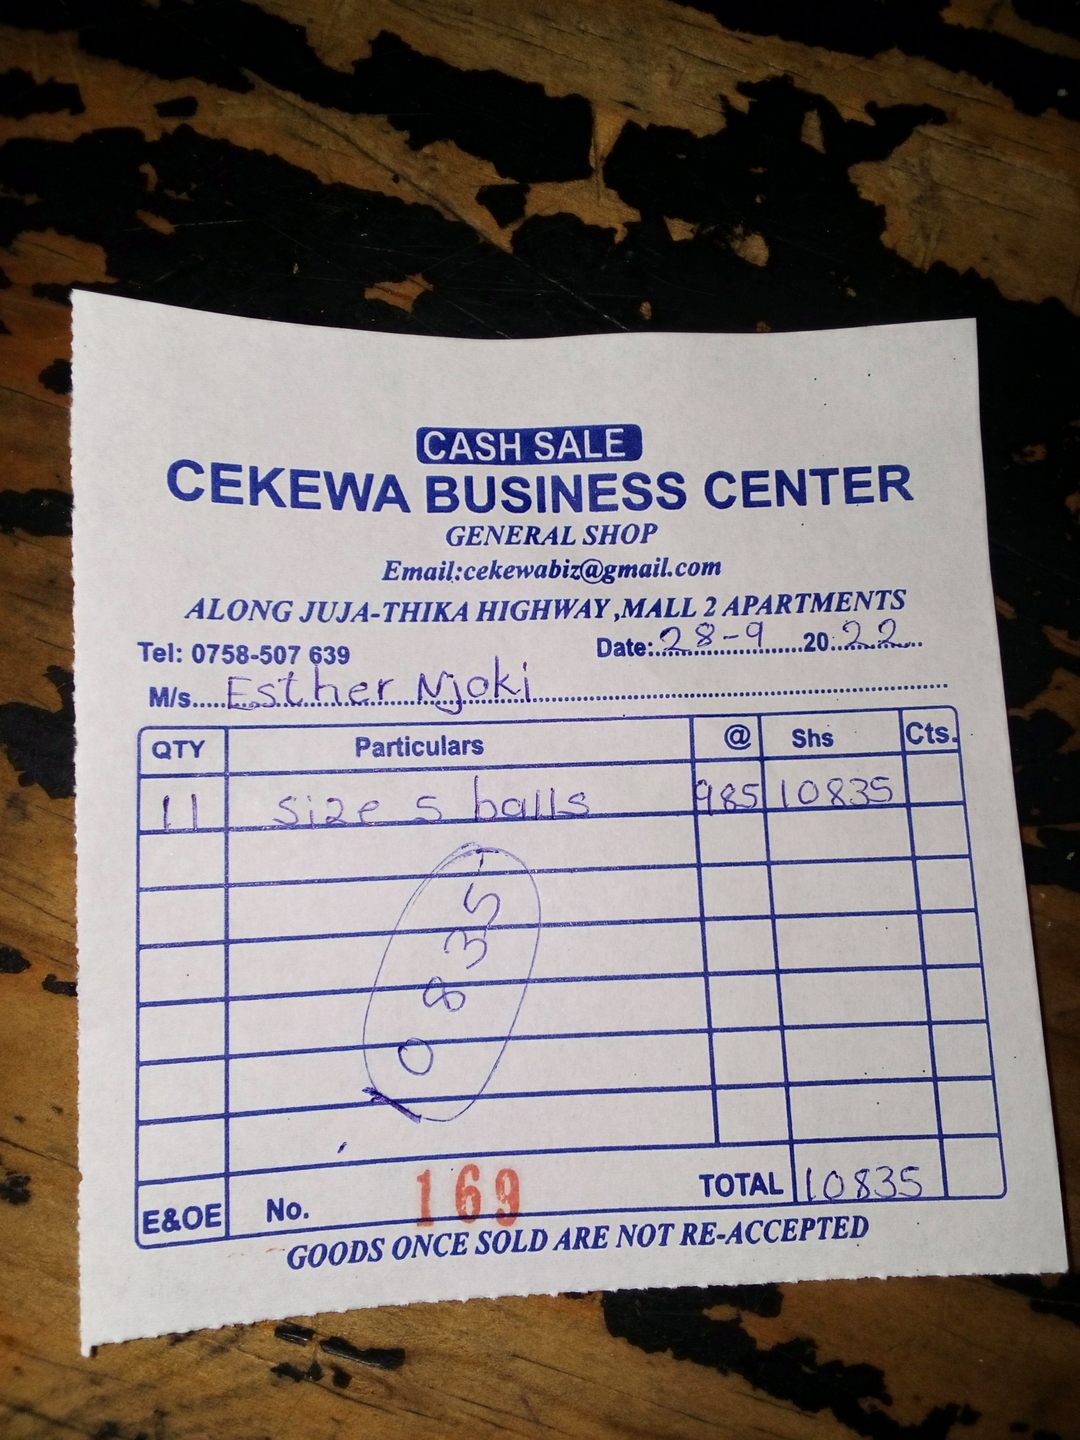 CASH SALE
CEKEWA BUSINESS CENTER
GENERAL SHOP
Email:cekewabiz@gmail.com
ALONG JUJA-THIKA HIGHWAY,MALL 2 APARTMENTS
Tel: 0758-507 639 Date:..28-9..........20..22....
M/s.....Esther Njoki..........
QTY Particulars @ Shs Cts.
11 size 5 balls 985 10835
10835/-
E&OE No. 169 TOTAL 10835
GOODS ONCE SOLD ARE NOT RE-ACCEPTED